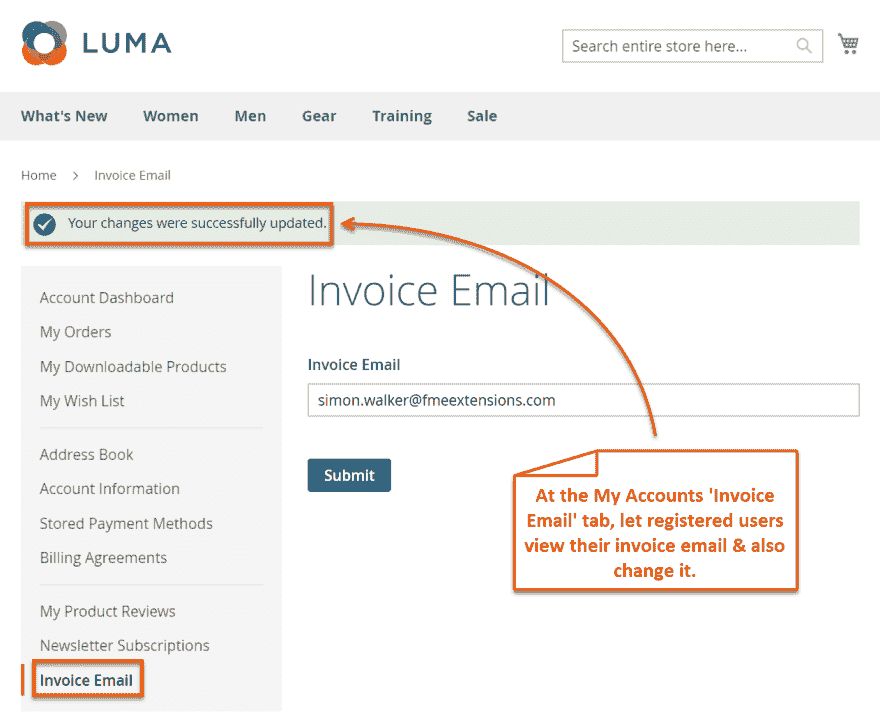 LUMA
Search entire store here...
What's New Women Men Gear Training Sale
Home > Invoice Email
Your changes were successfully updated.
Account Dashboard
My Orders
My Downloadable Products
My Wish List
Address Book
Account Information
Stored Payment Methods
Billing Agreements
My Product Reviews
Newsletter Subscriptions
Invoice Email
Invoice Email
Invoice Email
simon.walker@fmeextensions.com
Submit
At the My Accounts 'Invoice
Email' tab, let registered users
view their invoice email & also
change it.